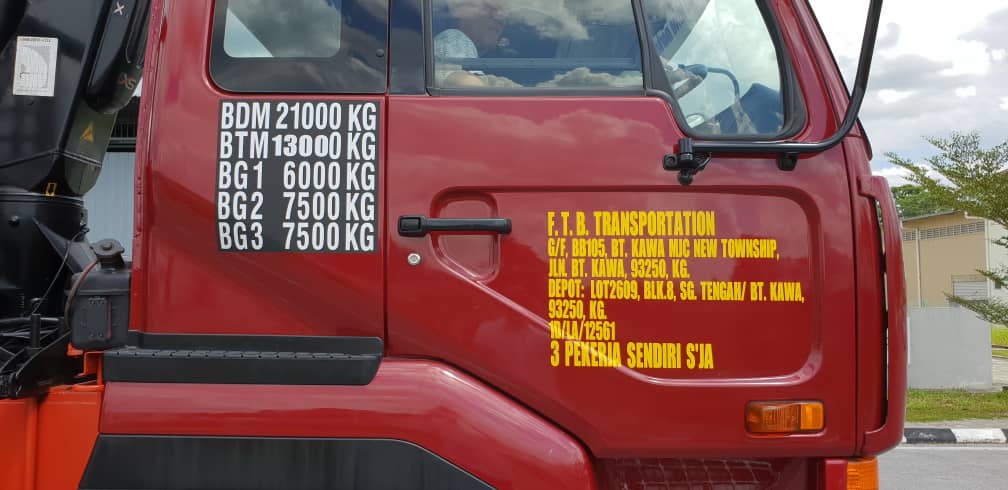 BDM 21000 KG
BTM 13000 KG
BG1 6000 KG
BG2 7500 KG
BG3 7500 KG
F. T. B. TRANSPORTATION
G/F, BB105, BT. KAWA MJC NEW TOWNSHIP,
JLN. BT. KAWA, 93250, KG.
DEPOT: LOT2609, BLK.8, SG. TENGAH/ BT. KAWA,
93250, KG.
ID/LA/12561
3 PEKERJA SENDIRI S'JA